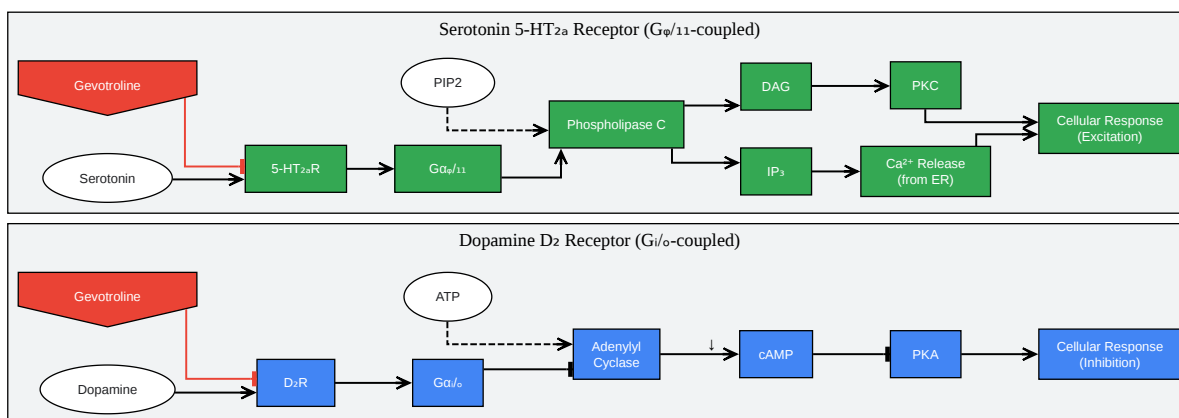 Serotonin 5-HT₂ₐ Receptor (Gᵩ/₁₁-coupled)
Gevotroline
PIP2
DAG
PKC
Phospholipase C
Cellular Response
(Excitation)
Serotonin
5-HT₂ₐR
Gαᵩ/₁₁
IP₃
Ca²⁺ Release
(from ER)
Dopamine D₂ Receptor (Gᵢ/ₒ-coupled)
Gevotroline
ATP
↓
Adenylyl
Cyclase
cAMP
PKA
Cellular Response
(Inhibition)
Dopamine
D₂R
Gαᵢ/ₒ